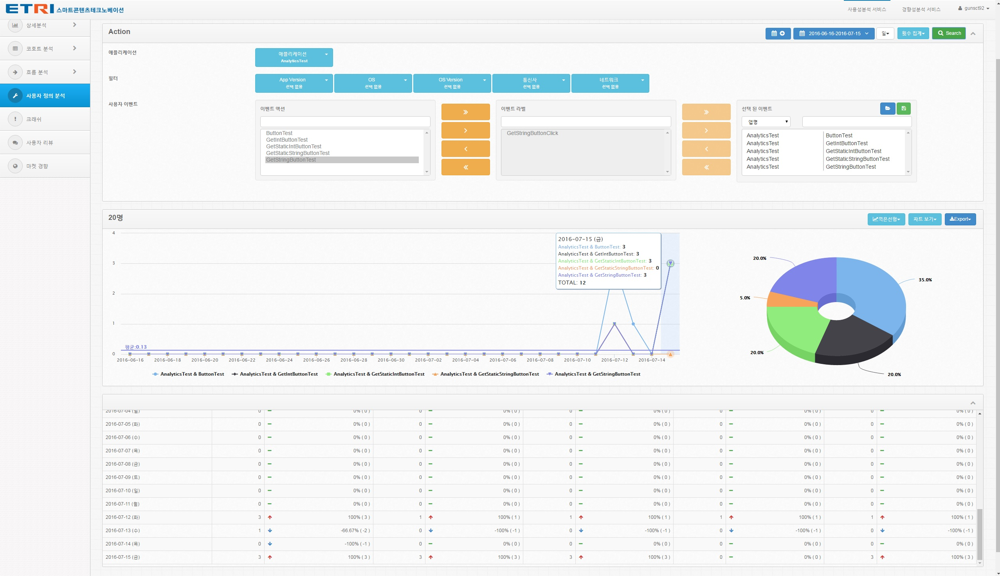 ETRI 스마트콘텐츠테크노베이션
사용성분석 서비스 경향성분석 서비스 gunsct92
상세분석
코호트 분석
흐름 분석
사용자 정의 분석
크래쉬
사용자 리뷰
마켓 경향
Action
2016-06-16-2016-07-15 일 횟수 집계 Search
애플리케이션
애플리케이션
AnalyticsTest
필터
App Version OS OS Version 통신사 네트워크
선택 없음 선택 없음 선택 없음 선택 없음 선택 없음
사용자 이벤트
이벤트 액션
ButtonTest
GetIntButtonTest
GetStaticIntButtonTest
GetStaticStringButtonTest
GetStringButtonTest
이벤트 라벨
GetStringButtonClick
선택 된 이벤트
앱명
AnalyticsTest ButtonTest
AnalyticsTest GetIntButtonTest
AnalyticsTest GetStaticIntButtonTest
AnalyticsTest GetStaticStringButtonTest
AnalyticsTest GetStringButtonTest
20명
꺽은선형 차트 보기 Export
4
3
2
1
0
평균:0.13
2016-07-15 (금)
AnalyticsTest & ButtonTest: 3
AnalyticsTest & GetIntButtonTest: 3
AnalyticsTest & GetStaticIntButtonTest: 3
AnalyticsTest & GetStaticStringButtonTest: 0
AnalyticsTest & GetStringButtonTest: 3
TOTAL: 12
2016-06-16 2016-06-18 2016-06-20 2016-06-22 2016-06-24 2016-06-26 2016-06-28 2016-06-30 2016-07-02 2016-07-04 2016-07-06 2016-07-08 2016-07-10 2016-07-12 2016-07-14
AnalyticsTest & ButtonTest AnalyticsTest & GetIntButtonTest AnalyticsTest & GetStaticIntButtonTest AnalyticsTest & GetStaticStringButtonTest AnalyticsTest & GetStringButtonTest
20.0%
35.0%
5.0%
20.0%
20.0%
2016-07-04 (월) 0 0% ( 0 ) 0 0% ( 0 ) 0 0% ( 0 ) 0 0% ( 0 ) 0 0% ( 0 )
2016-07-05 (화) 0 0% ( 0 ) 0 0% ( 0 ) 0 0% ( 0 ) 0 0% ( 0 ) 0 0% ( 0 )
2016-07-06 (수) 0 0% ( 0 ) 0 0% ( 0 ) 0 0% ( 0 ) 0 0% ( 0 ) 0 0% ( 0 )
2016-07-07 (목) 0 0% ( 0 ) 0 0% ( 0 ) 0 0% ( 0 ) 0 0% ( 0 ) 0 0% ( 0 )
2016-07-08 (금) 0 0% ( 0 ) 0 0% ( 0 ) 0 0% ( 0 ) 0 0% ( 0 ) 0 0% ( 0 )
2016-07-09 (토) 0 0% ( 0 ) 0 0% ( 0 ) 0 0% ( 0 ) 0 0% ( 0 ) 0 0% ( 0 )
2016-07-10 (일) 0 0% ( 0 ) 0 0% ( 0 ) 0 0% ( 0 ) 0 0% ( 0 ) 0 0% ( 0 )
2016-07-11 (월) 0 0% ( 0 ) 0 0% ( 0 ) 0 0% ( 0 ) 0 0% ( 0 ) 0 0% ( 0 )
2016-07-12 (화) 3 100% ( 3 ) 1 100% ( 1 ) 1 100% ( 1 ) 1 100% ( 1 ) 1 100% ( 1 )
2016-07-13 (수) 1 -66.67% ( -2 ) 0 -100% ( -1 ) 0 -100% ( -1 ) 0 -100% ( -1 ) 0 -100% ( -1 )
2016-07-14 (목) 0 -100% ( -1 ) 0 0% ( 0 ) 0 0% ( 0 ) 0 0% ( 0 ) 0 0% ( 0 )
2016-07-15 (금) 3 100% ( 3 ) 3 100% ( 3 ) 3 100% ( 3 ) 0 0% ( 0 ) 3 100% ( 3 )